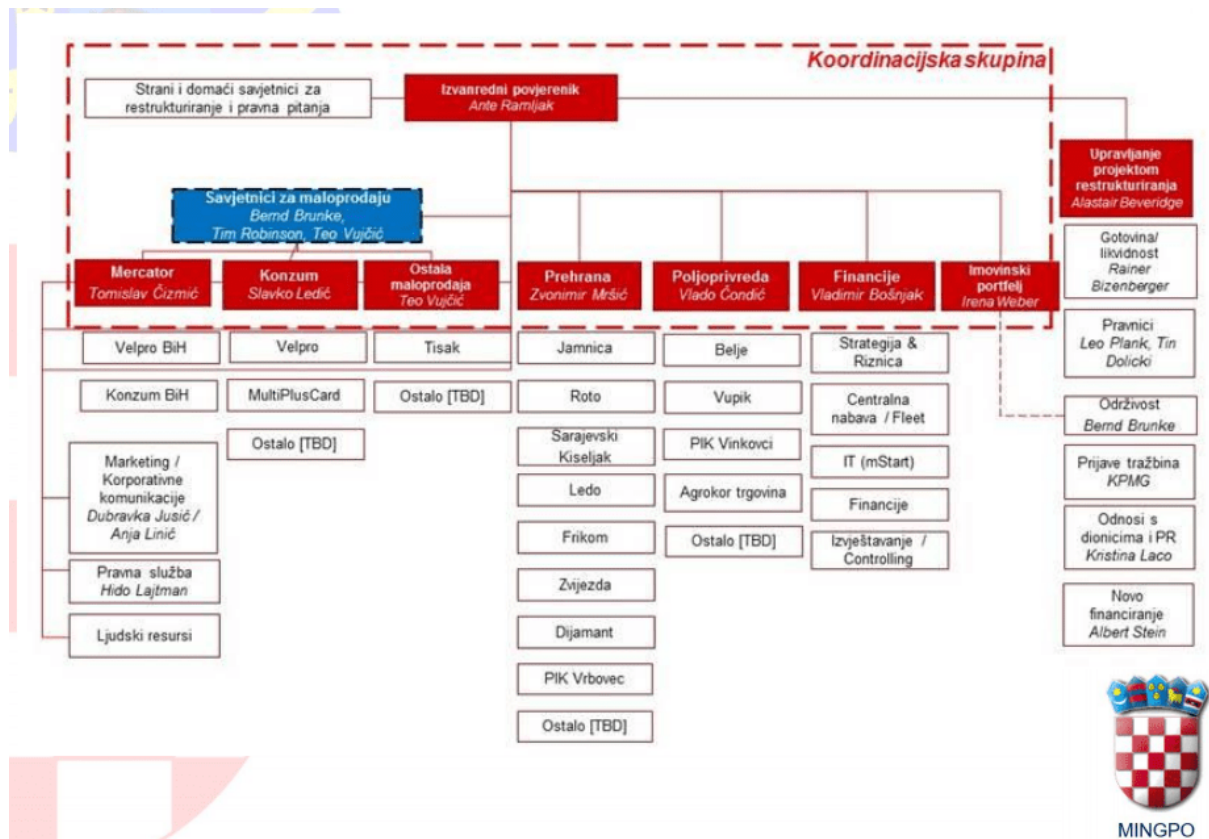 Koordinacijska skupina
Strani i domaći savjetnici za
restrukturiranje i pravna pitanja
Izvanredni povjerenik
Ante Ramljak
Upravljanje
projektom
restrukturiranja
Alastair Beveridge
Savjetnici za maloprodaju
Bernd Brunke,
Tim Robinson, Teo Vujčić
Mercator
Tomislav Čizmić
Konzum
Slavko Ledić
Ostala
maloprodaja
Teo Vujčić
Prehrana
Zvonimir Mršić
Poljoprivreda
Vlado Čondić
Financije
Vladimir Bošnjak
Imovinski
portfelj
Irena Weber
Velpro BiH
Konzum BiH
Marketing /
Korporativne
komunikacije
Dubravka Jusić /
Anja Linić
Pravna služba
Hido Lajtman
Ljudski resursi
Velpro
MultiPlusCard
Ostalo [TBD]
Tisak
Ostalo [TBD]
Jamnica
Roto
Sarajevski
Kiseljak
Ledo
Frikom
Zvijezda
Dijamant
PIK Vrbovec
Ostalo [TBD]
Belje
Vupik
PIK Vinkovci
Agrokor trgovina
Ostalo [TBD]
Strategija &
Riznica
Centralna
nabava / Fleet
IT (mStart)
Financije
Izvještavanje /
Controlling
Gotovina/
likvidnost
Rainer
Bizenberger
Pravnici
Leo Plank, Tin
Dolicki
Održivost
Bernd Brunke
Prijave tražbina
KPMG
Odnosi s
dionicima i PR
Kristina Laco
Novo
financiranje
Albert Stein
MINGPO